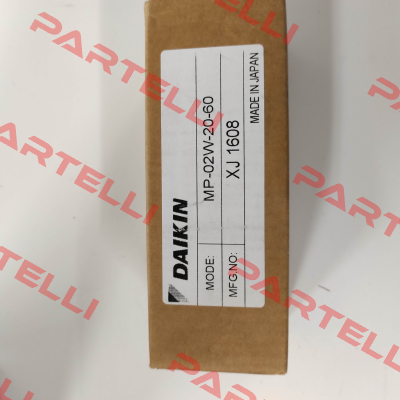 DAIKIN
MODE: MP-02W-20-60
MFG.NO: XJ 1608
MADE IN JAPAN
PARTELLI
PARTELLI
PARTELLI
PARTELLI